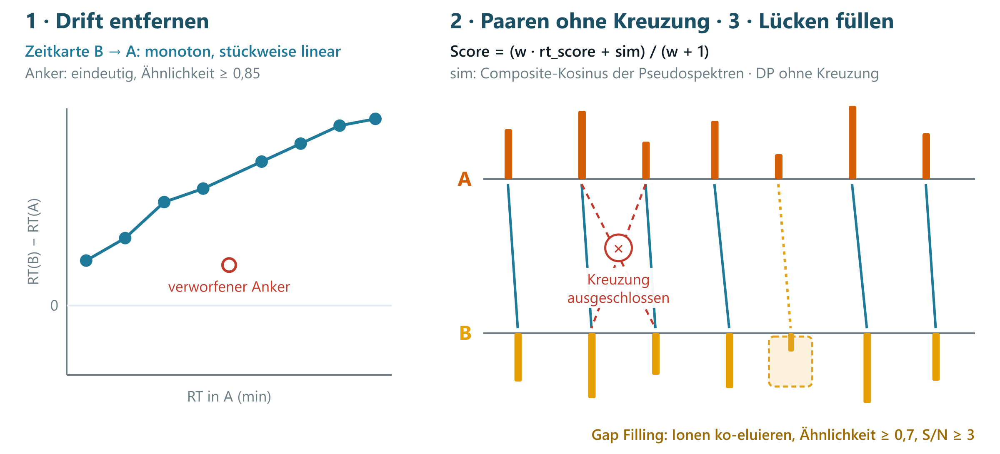 1 · Drift entfernen
Zeitkarte B → A: monoton, stückweise linear
Anker: eindeutig, Ähnlichkeit ≥ 0,85
RT(B) − RT(A)
verworfener Anker
0
RT in A (min)
2 · Paaren ohne Kreuzung · 3 · Lücken füllen
Score = (w · rt_score + sim) / (w + 1)
sim: Composite-Kosinus der Pseudospektren · DP ohne Kreuzung
A
×
Kreuzung
ausgeschlossen
B
Gap Filling: Ionen ko-eluieren, Ähnlichkeit ≥ 0,7, S/N ≥ 3